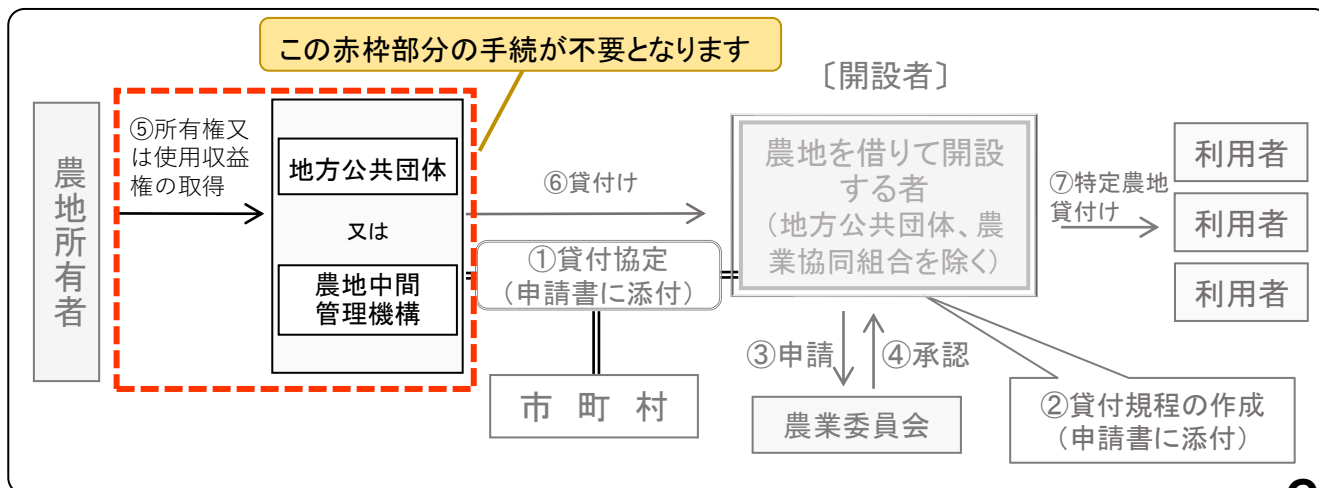 この赤枠部分の手続が不要となります
〔開設者〕
農地所有者
⑤所有権又
は使用収益
権の取得
地方公共団体
又は
農地中間
管理機構
⑥貸付け
①貸付協定
（申請書に添付）
市 町 村
農地を借りて開設
する者
（地方公共団体、農
業協同組合を除く）
③申請
④承認
農業委員会
②貸付規程の作成
（申請書に添付）
⑦特定農地
貸付け
利用者
利用者
利用者